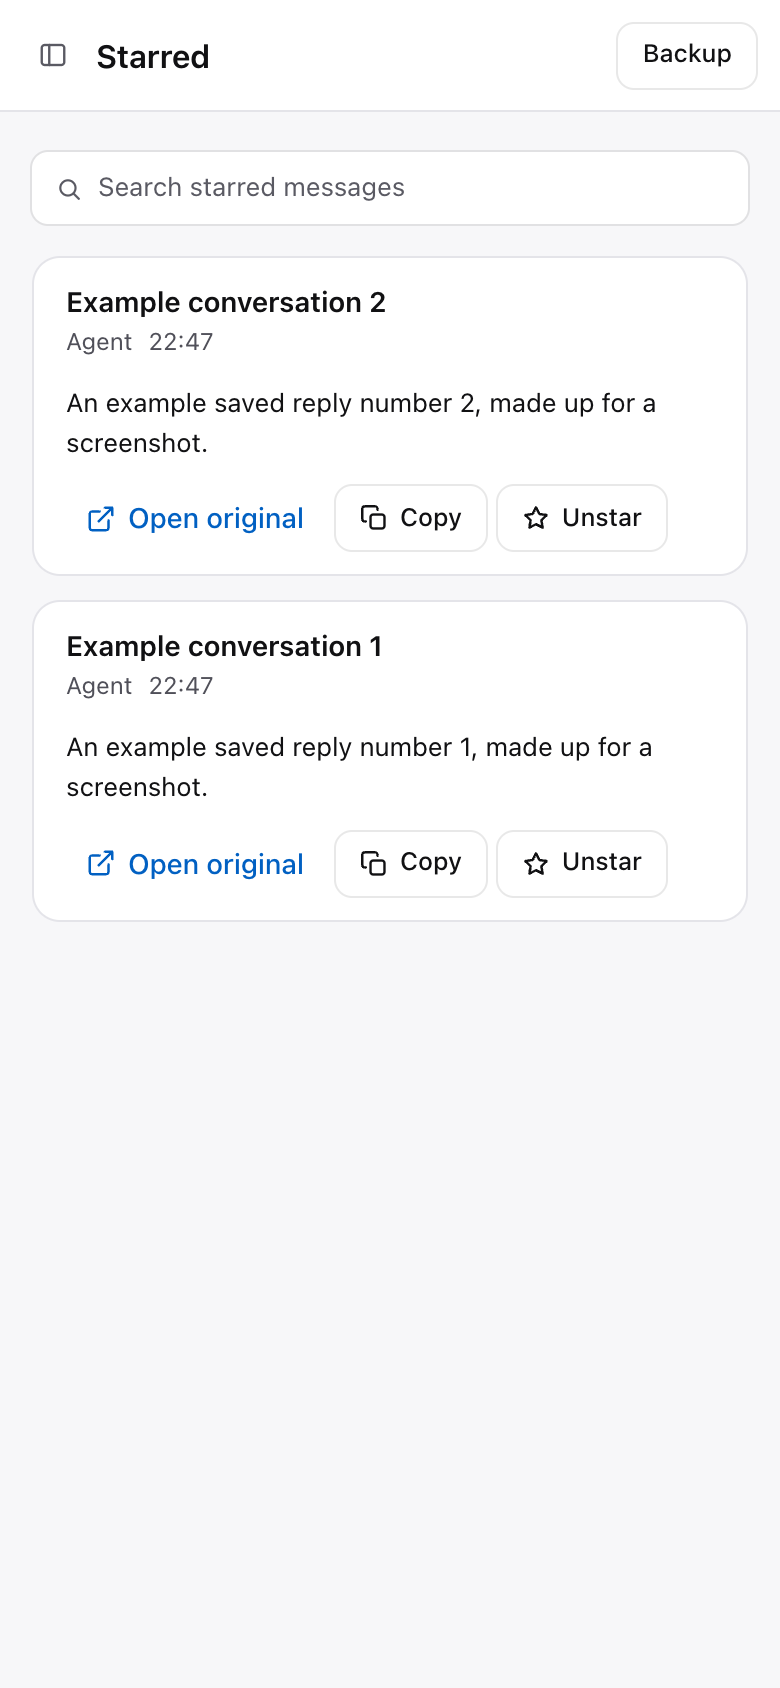 Starred
Backup
Search starred messages
Example conversation 2
Agent 22:47
An example saved reply number 2, made up for a
screenshot.
Open original
Copy
Unstar
Example conversation 1
Agent 22:47
An example saved reply number 1, made up for a
screenshot.
Open original
Copy
Unstar